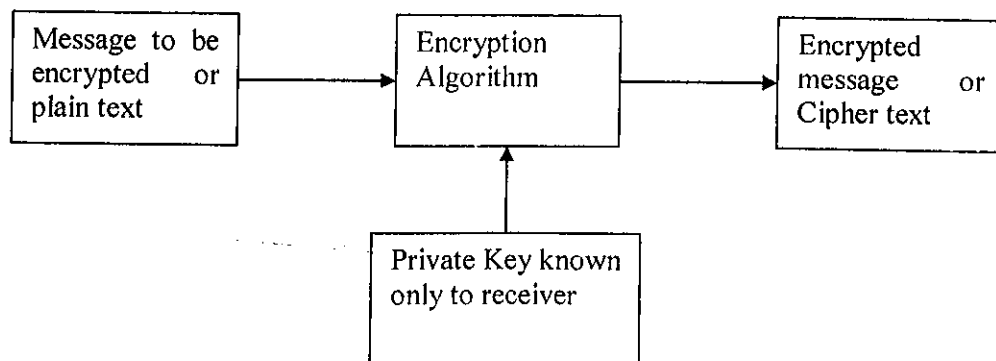 Message to be
encrypted or
plain text
Encryption
Algorithm
Encrypted
message or
Cipher text
Private Key known
only to receiver